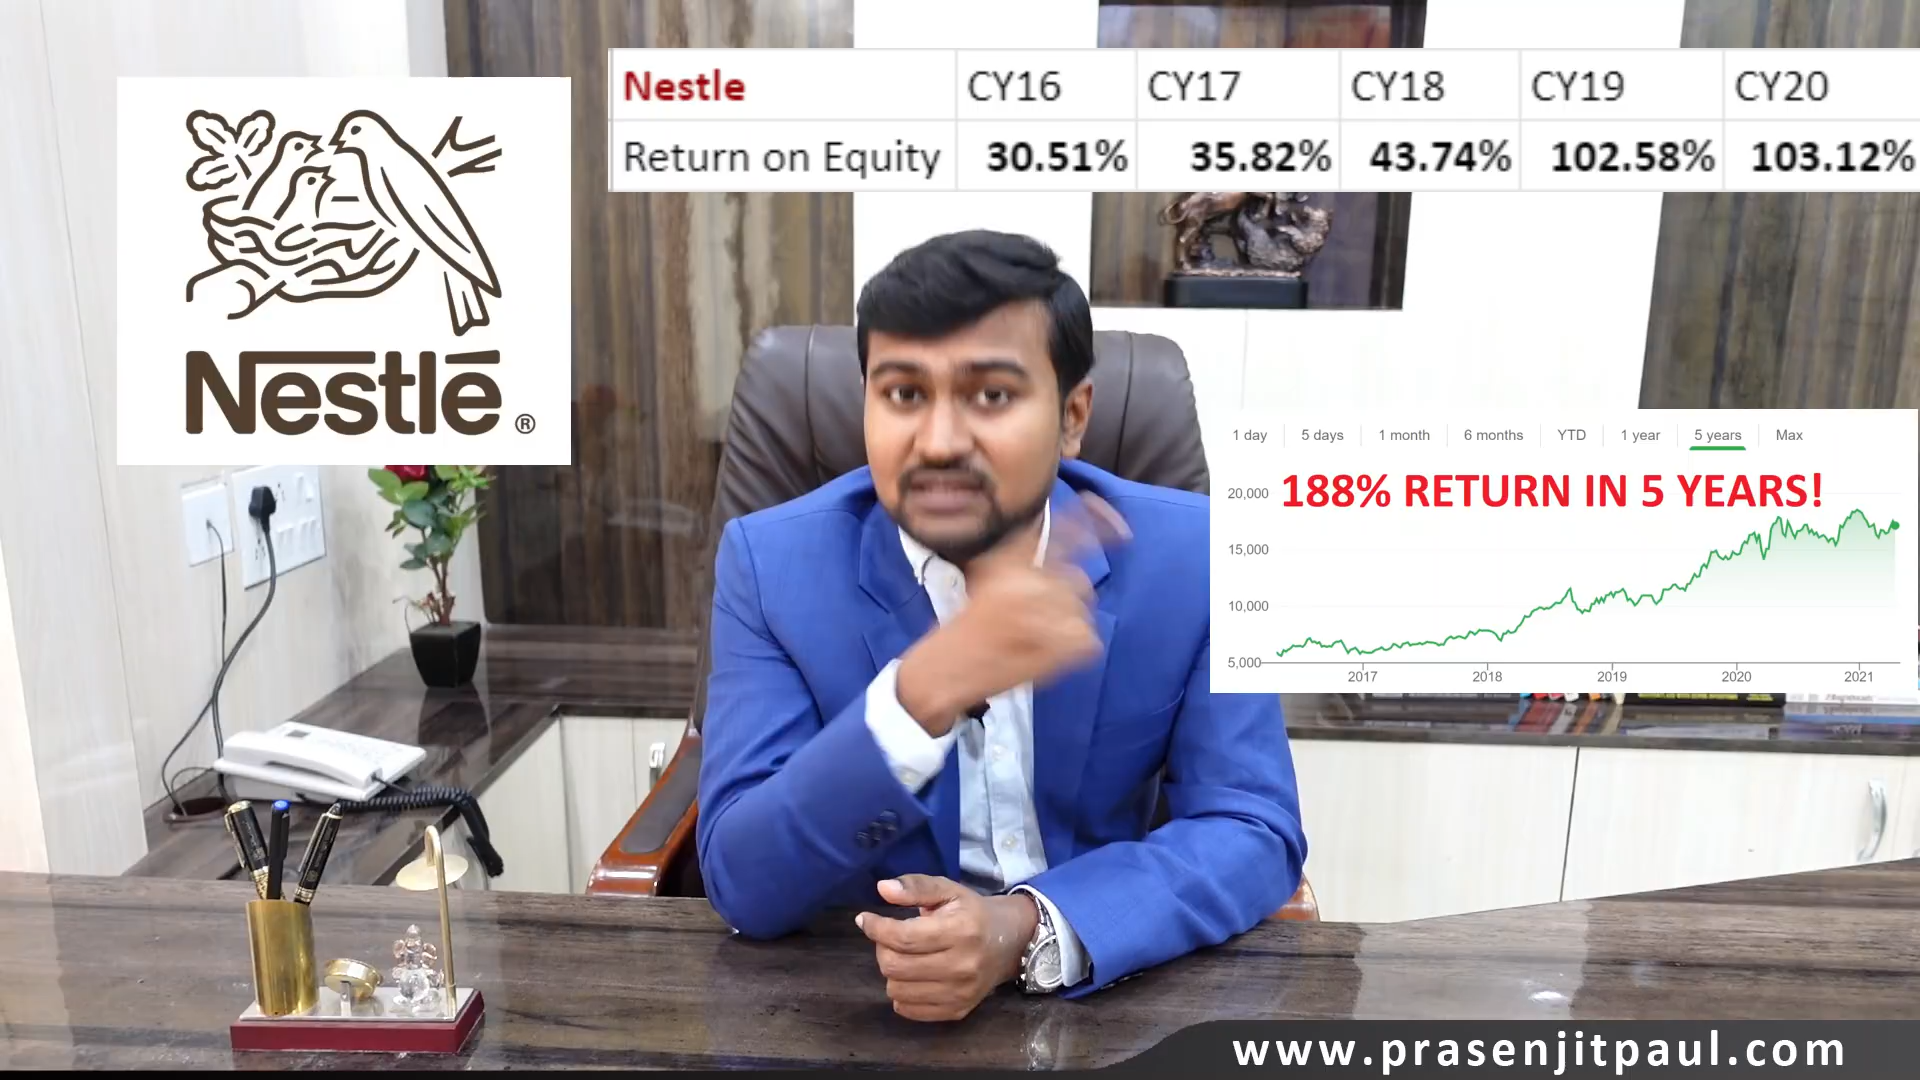 Nestle CY16 CY17 CY18 CY19 CY20
Return on Equity 30.51% 35.82% 43.74% 102.58% 103.12%
Nestlé ®
1 day 5 days 1 month 6 months YTD 1 year 5 years Max
188% RETURN IN 5 YEARS!
20,000
15,000
10,000
5,000
2017 2018 2019 2020 2021
www.prasenjitpaul.com